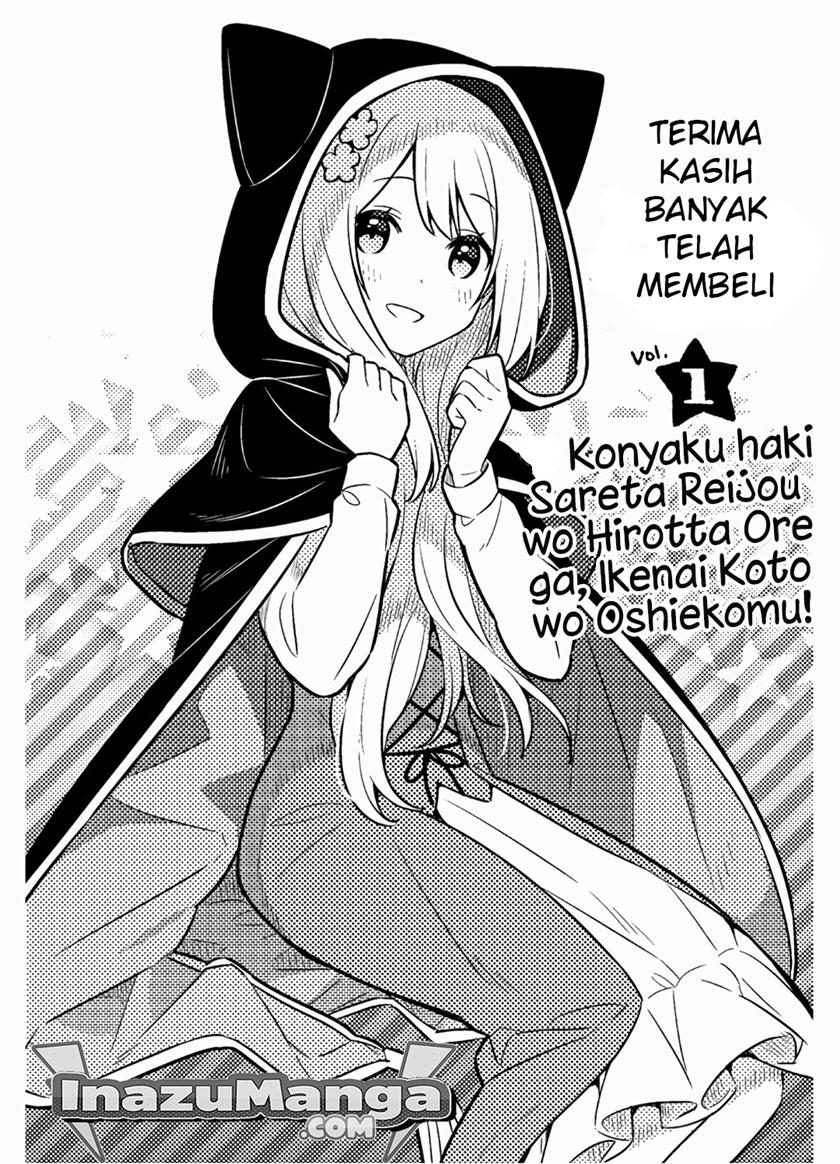 TERIMA
KASIH
BANYAK
TELAH
MEMBELI
Vol. 1
Konyaku haki
Sareta Reijou
wo Hirotta Ore
ga, Ikenai Koto
wo Oshiekomu!
InazuManga
.COM